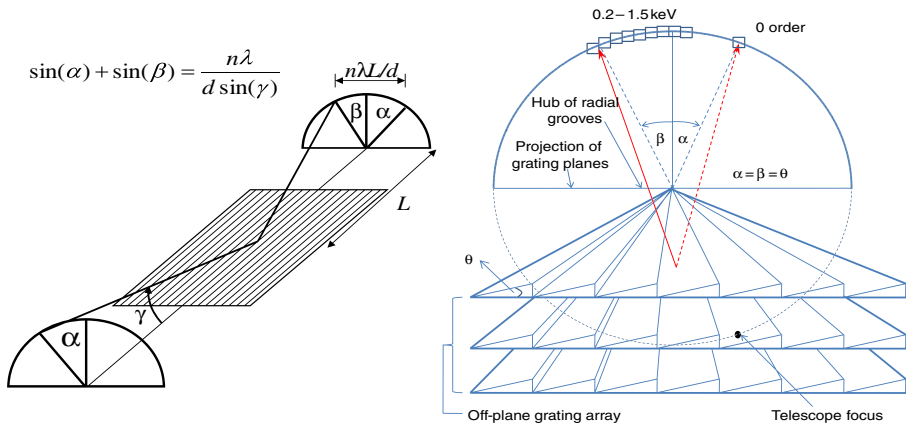 sin(α) + sin(β) = nλ / d sin(γ)
nλL/d
β α
L
γ
α
0.2 – 1.5 keV
0 order
Hub of radial
grooves
β α
Projection of
grating planes
α = β = θ
θ
Off-plane grating array
Telescope focus